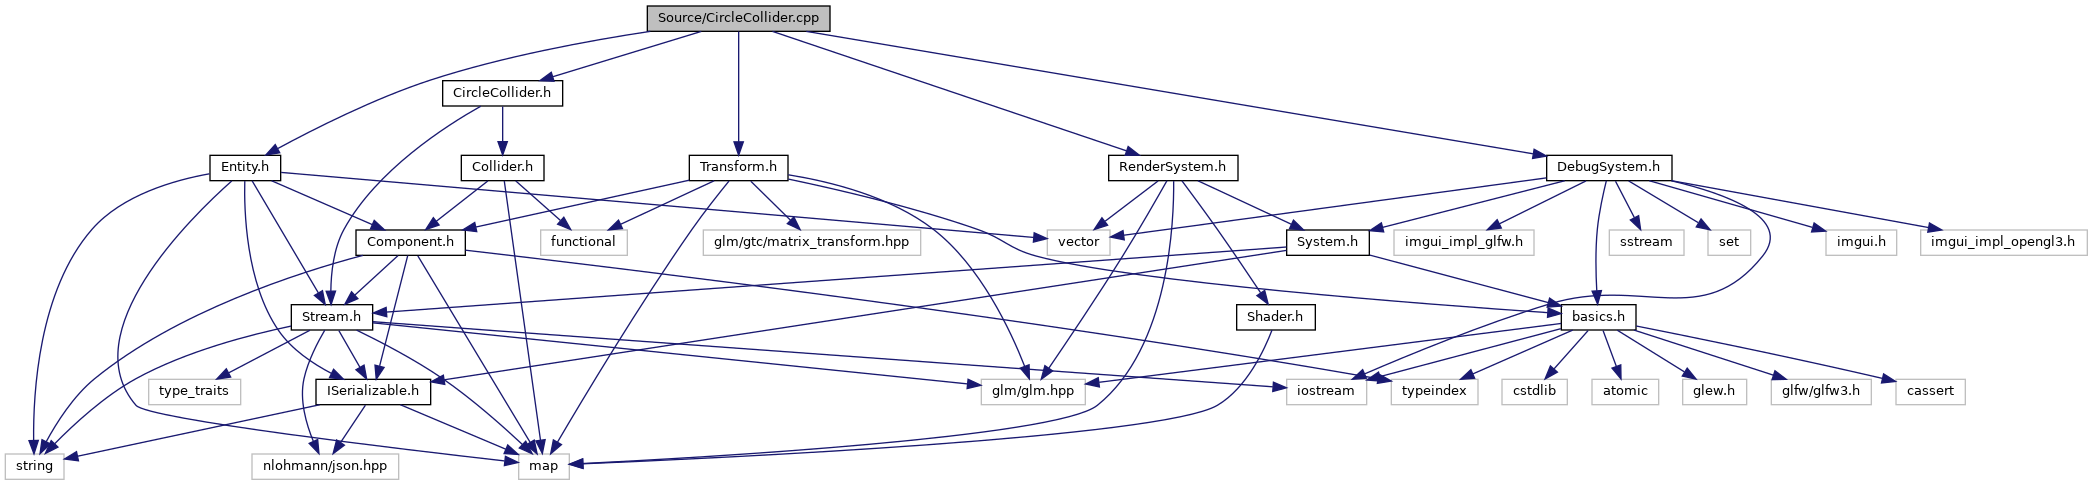 Source/CircleCollider.cpp
CircleCollider.h
Entity.h
Collider.h
Transform.h
RenderSystem.h
DebugSystem.h
Component.h
functional
glm/gtc/matrix_transform.hpp
vector
System.h
imgui_impl_glfw.h
sstream
set
imgui.h
imgui_impl_opengl3.h
Stream.h
Shader.h
basics.h
type_traits
ISerializable.h
glm/glm.hpp
iostream
typeindex
cstdlib
atomic
glew.h
glfw/glfw3.h
cassert
string
nlohmann/json.hpp
map